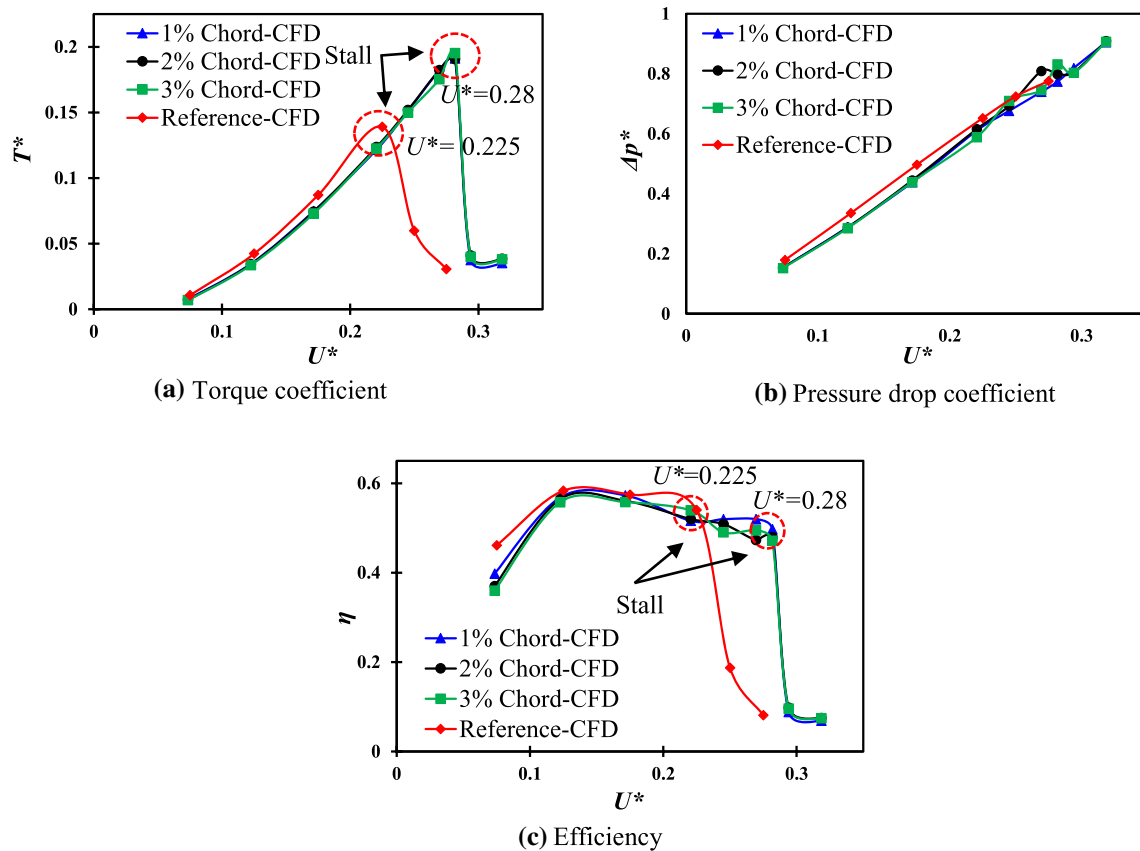 0.2
0.15
0.1
0.05
0
T*
1% Chord-CFD
2% Chord-CFD
3% Chord-CFD
Reference-CFD
Stall
U*=0.28
U*= 0.225
0
0.1
0.2
0.3
U*
(a) Torque coefficient
1
0.8
0.6
0.4
0.2
0
Δp*
1% Chord-CFD
2% Chord-CFD
3% Chord-CFD
Reference-CFD
0
0.1
0.2
0.3
U*
(b) Pressure drop coefficient
0.6
0.4
0.2
0
η
U*=0.225
U*=0.28
Stall
1% Chord-CFD
2% Chord-CFD
3% Chord-CFD
Reference-CFD
0
0.1
0.2
0.3
U*
(c) Efficiency